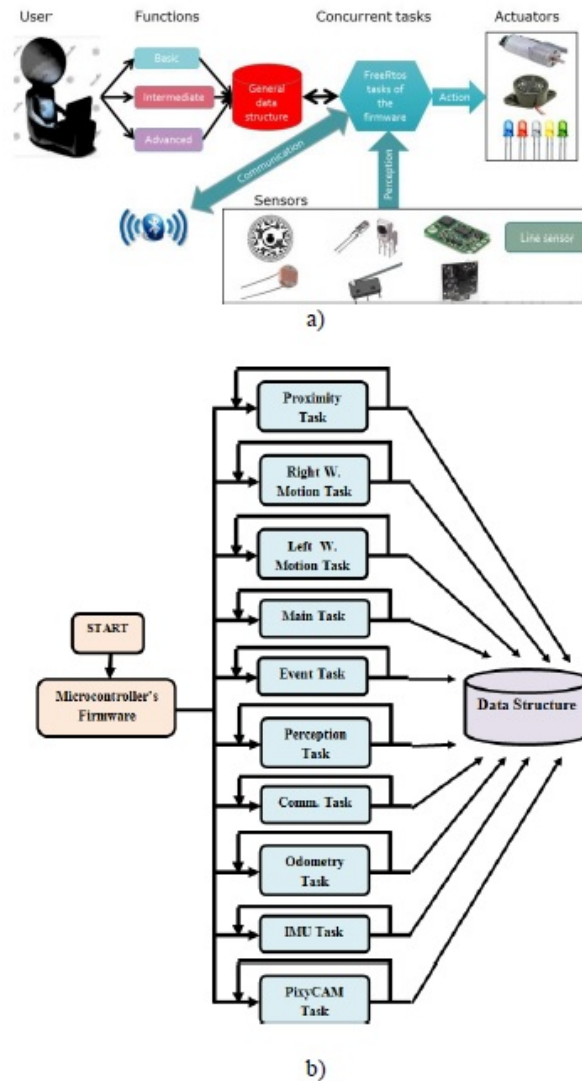 User Functions Concurrent tasks Actuators
Basic
Intermediate
Advanced
General
data
structure
FreeRtos
tasks of
the
firmware
Action
Communication
Perception
Sensors
Line sensor
a)
Proximity
Task
Right W.
Motion Task
Left W.
Motion Task
Main Task
START
Event Task
Microcontroller's
Firmware
Data Structure
Perception
Task
Comm. Task
Odometry
Task
IMU Task
PixyCAM
Task
b)